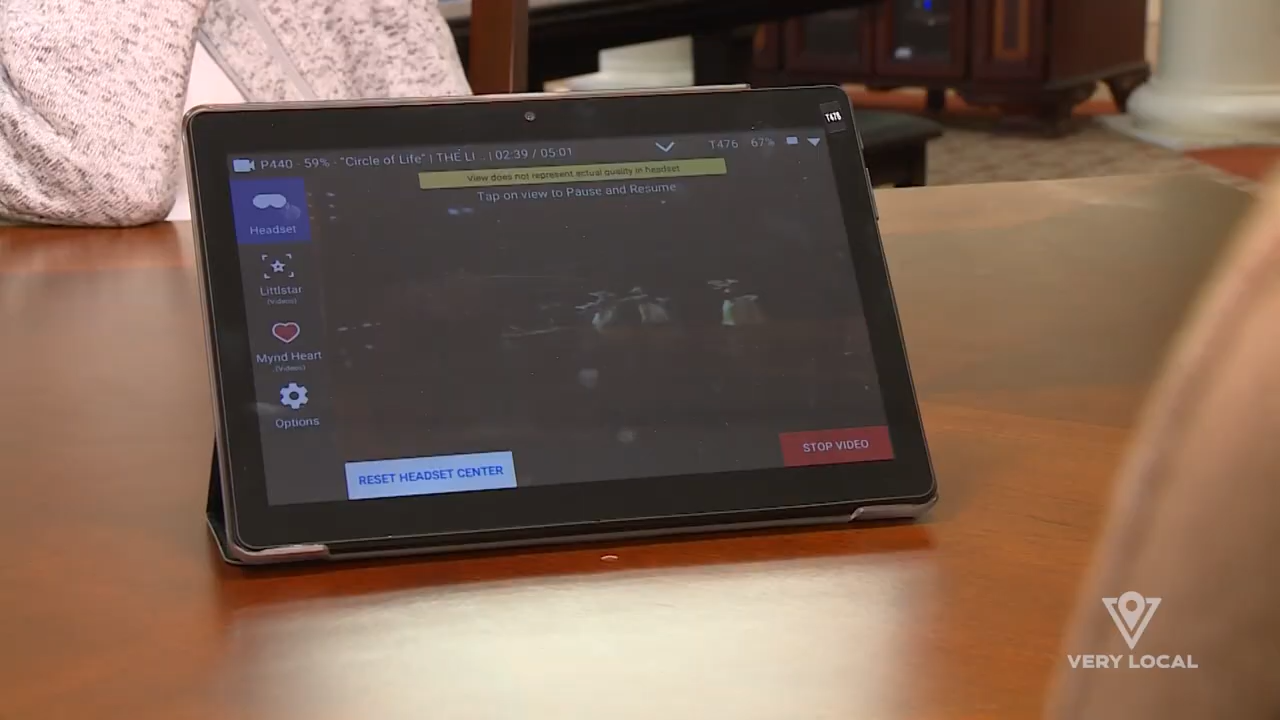 T476
P440 - 59% - "Circle of Life" | THE LI ... | 02:39 / 05:01
T476 67%
View does not represent actual quality in headset
Tap on view to Pause and Resume
Headset
Littlstar
(Videos)
Mynd Heart
(Videos)
Options
RESET HEADSET CENTER
STOP VIDEO
VERY LOCAL